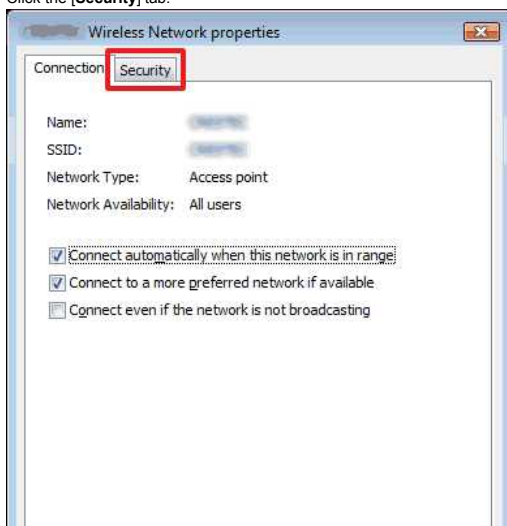 Click the [Security] tab.
Wireless Network properties
Connection Security
Name:
SSID:
Network Type: Access point
Network Availability: All users
Connect automatically when this network is in range
Connect to a more preferred network if available
Connect even if the network is not broadcasting